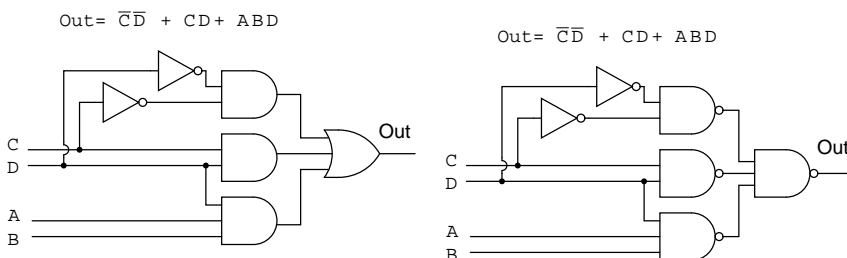 Out= C̅D̅ + CD+ ABD
Out
C
D
A
B
Out= C̅D̅ + CD+ ABD
Out
C
D
A
B